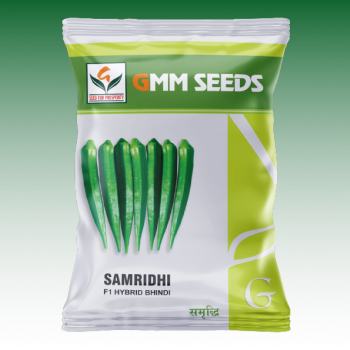 GMM SEEDS
SAMRIDHI
F1 HYBRID BHINDI
समृद्धि
G